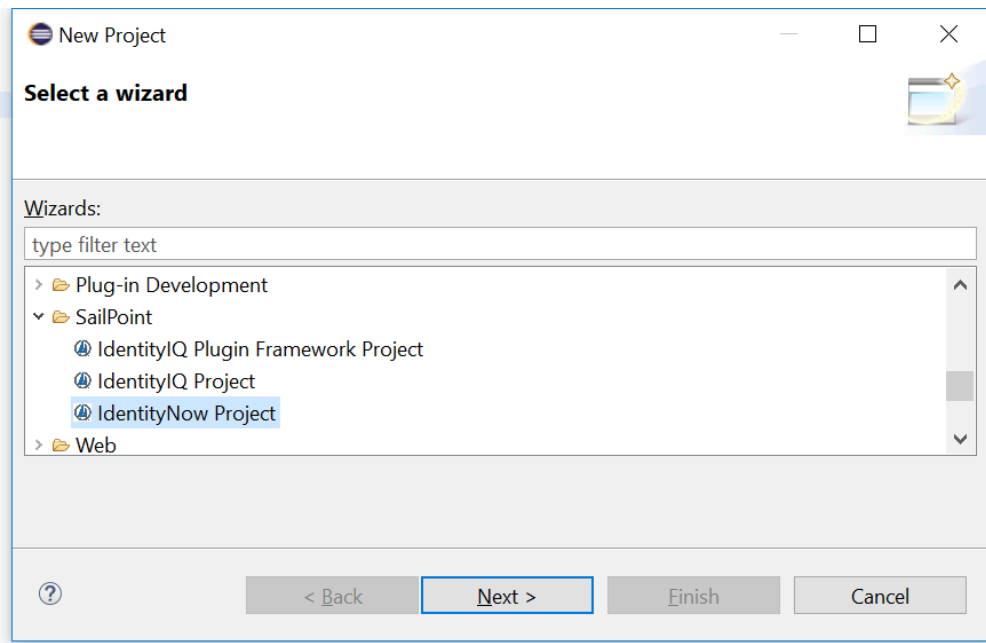 New Project
Select a wizard
Wizards:
type filter text
Plug-in Development
SailPoint
IdentityIQ Plugin Framework Project
IdentityIQ Project
IdentityNow Project
Web
?
< Back
Next >
Finish
Cancel